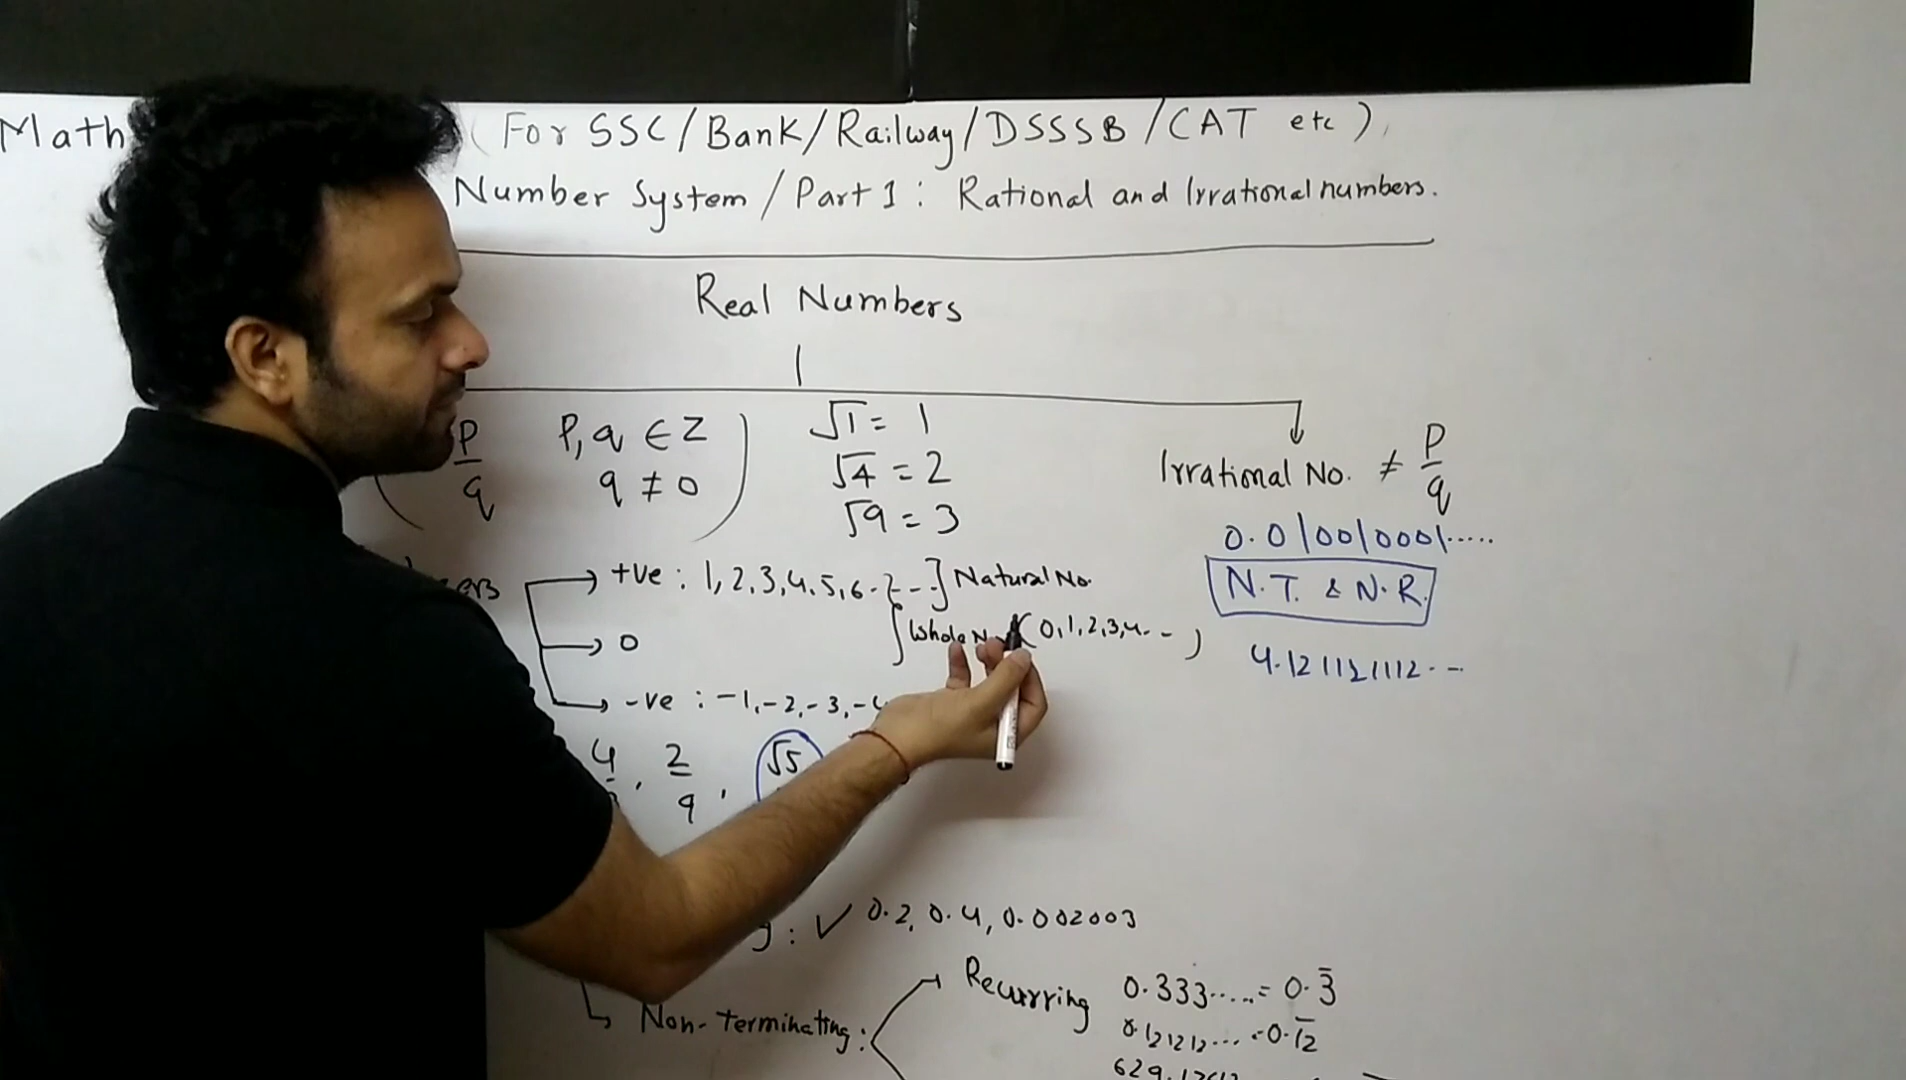 Math (For SSC/Bank/Railway/DSSSB/CAT etc),
Number System / Part 1 : Rational and Irrational numbers.
Real Numbers
( P/q P, q ∈ Z q ≠ 0 )
√1 = 1
√4 = 2
√9 = 3
Irrational No. ≠ P/q
0.010010001.....
N.T. & N.R.
4.121121112...
+ve : 1, 2, 3, 4, 5, 6 - - - ] Natural No.
0
Whole (0, 1, 2, 3, 4 - - )
-ve : -1, -2, -3,
4 , 2/9 , √5
: ✓ 0.2, 0.4, 0.002003
Non-terminating :
Recurring 0.333..... = 0.3̅
0.121212... = 0.1̅2̅